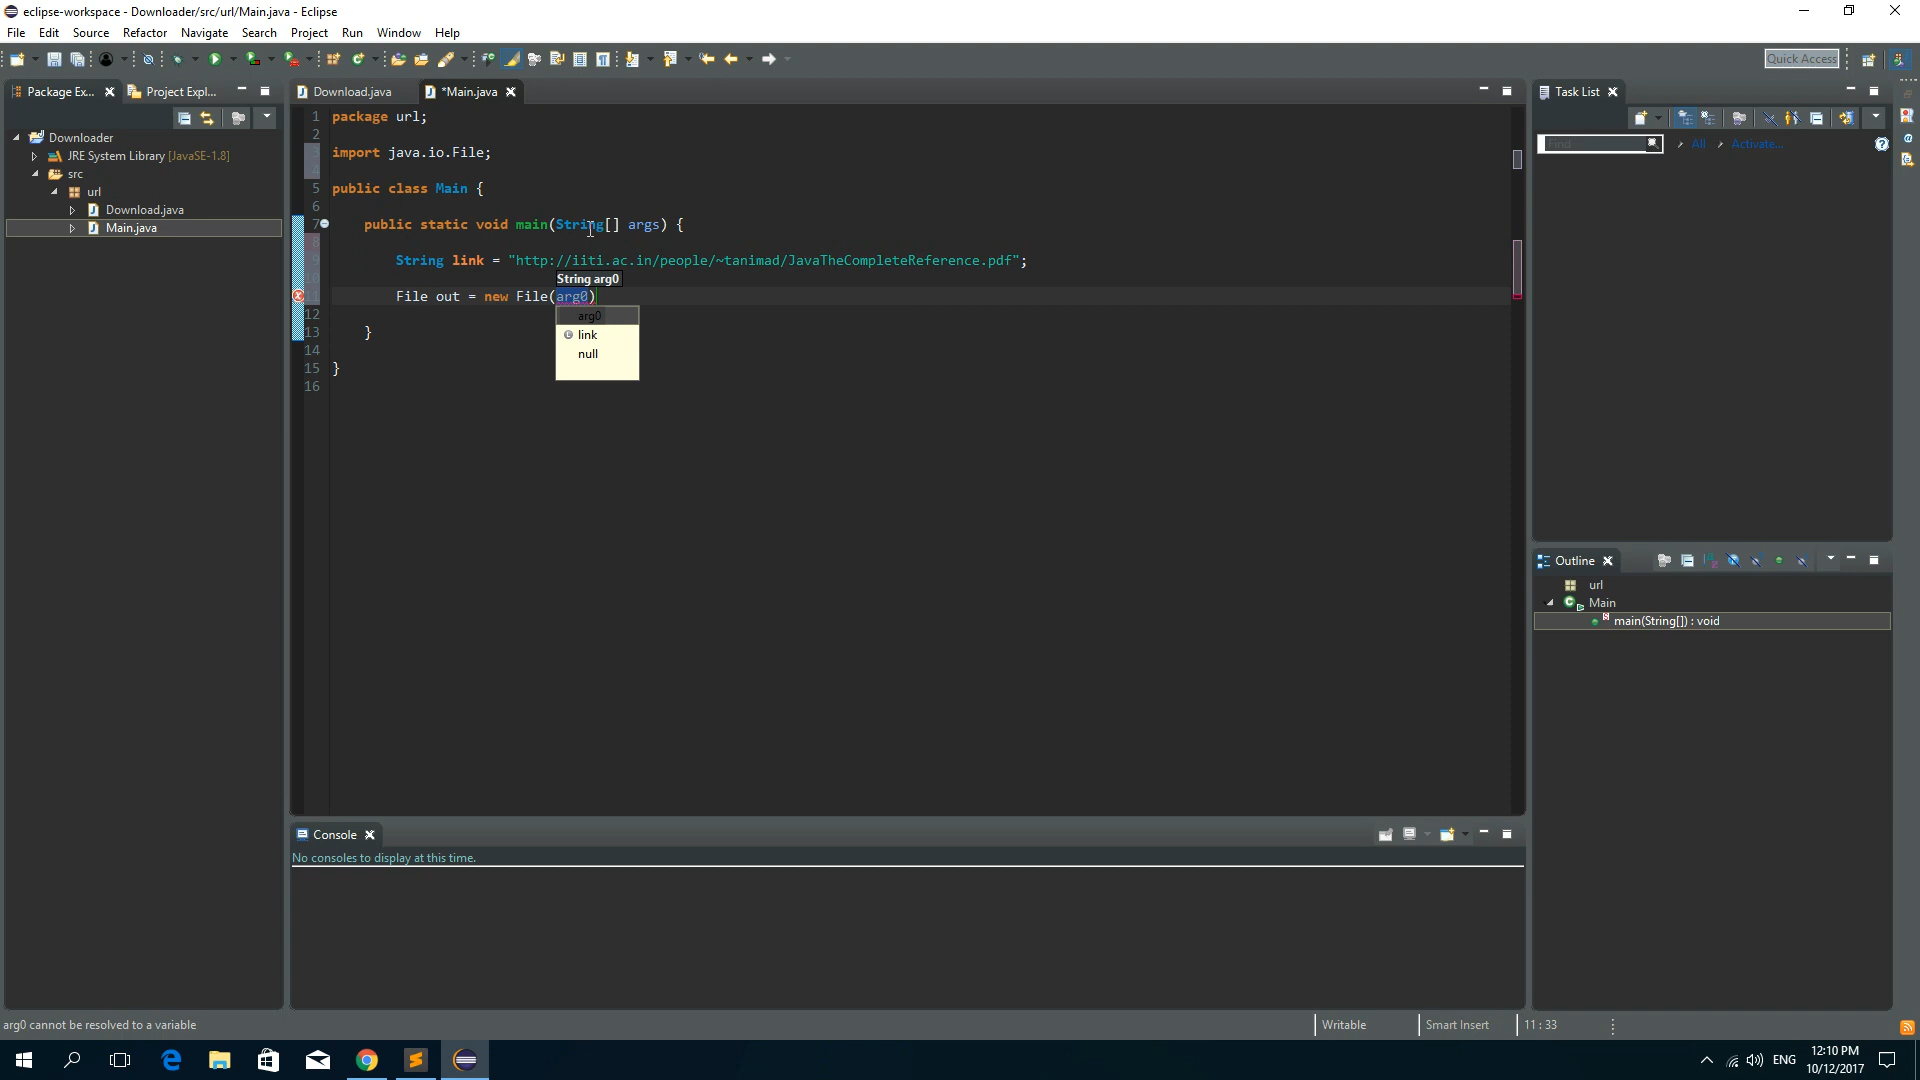 eclipse-workspace - Downloader/src/url/Main.java - Eclipse
File Edit Source Refactor Navigate Search Project Run Window Help
Quick Access
Package Ex...
Project Expl...
Downloader
JRE System Library [JavaSE-1.8]
src
url
Download.java
Main.java
Download.java
*Main.java
1 package url;
2
3 import java.io.File;
4
5 public class Main {
6
7 public static void main(String[] args) {
8
9 String link = "http://iiti.ac.in/people/~tanimad/JavaTheCompleteReference.pdf";
String arg0
11 File out = new File(arg0)
arg0
link
null
12
13 }
14
15 }
16
Console
No consoles to display at this time.
Task List
Find
All
Activate...
Outline
url
Main
main(String[]) : void
arg0 cannot be resolved to a variable
Writable
Smart Insert
11 : 33
ENG
12:10 PM
10/12/2017